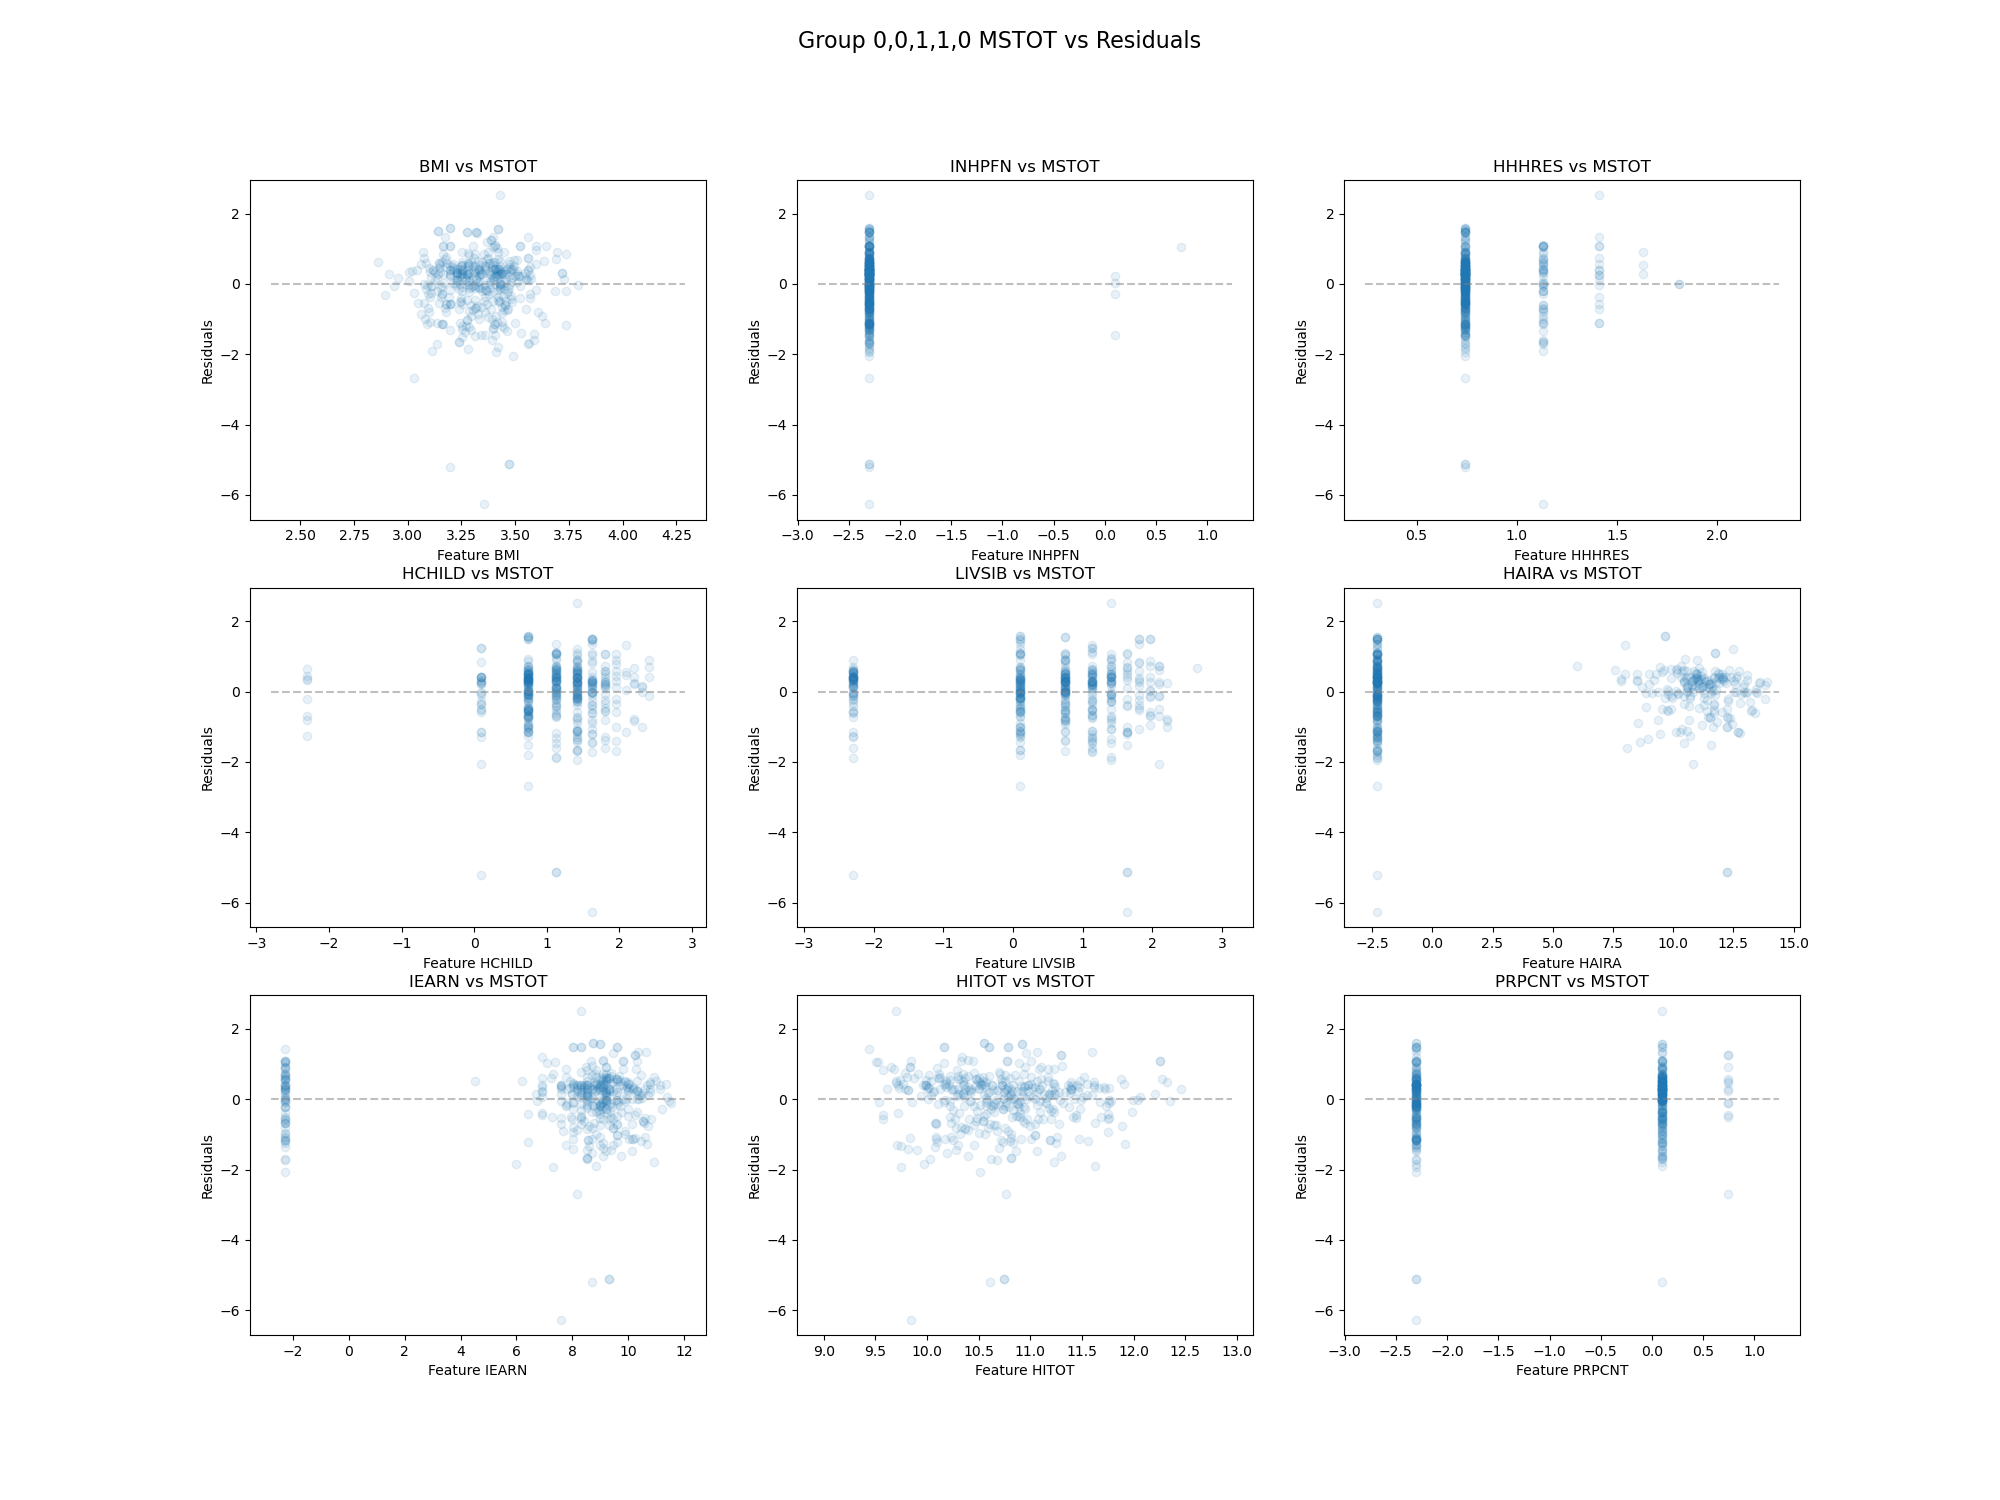 Group 0,0,1,1,0 MSTOT vs Residuals
BMI vs MSTOT
2
0
−2
−4
−6
Residuals
2.50 2.75 3.00 3.25 3.50 3.75 4.00 4.25
Feature BMI
INHPFN vs MSTOT
2
0
−2
−4
−6
Residuals
−3.0 −2.5 −2.0 −1.5 −1.0 −0.5 0.0 0.5 1.0
Feature INHPFN
HHHRES vs MSTOT
2
0
−2
−4
−6
Residuals
0.5 1.0 1.5 2.0
Feature HHHRES
HCHILD vs MSTOT
2
0
−2
−4
−6
Residuals
−3 −2 −1 0 1 2 3
Feature HCHILD
LIVSIB vs MSTOT
2
0
−2
−4
−6
Residuals
−3 −2 −1 0 1 2 3
Feature LIVSIB
HAIRA vs MSTOT
2
0
−2
−4
−6
Residuals
−2.5 0.0 2.5 5.0 7.5 10.0 12.5 15.0
Feature HAIRA
IEARN vs MSTOT
2
0
−2
−4
−6
Residuals
−2 0 2 4 6 8 10 12
Feature IEARN
HITOT vs MSTOT
2
0
−2
−4
−6
Residuals
9.0 9.5 10.0 10.5 11.0 11.5 12.0 12.5 13.0
Feature HITOT
PRPCNT vs MSTOT
2
0
−2
−4
−6
Residuals
−3.0 −2.5 −2.0 −1.5 −1.0 −0.5 0.0 0.5 1.0
Feature PRPCNT